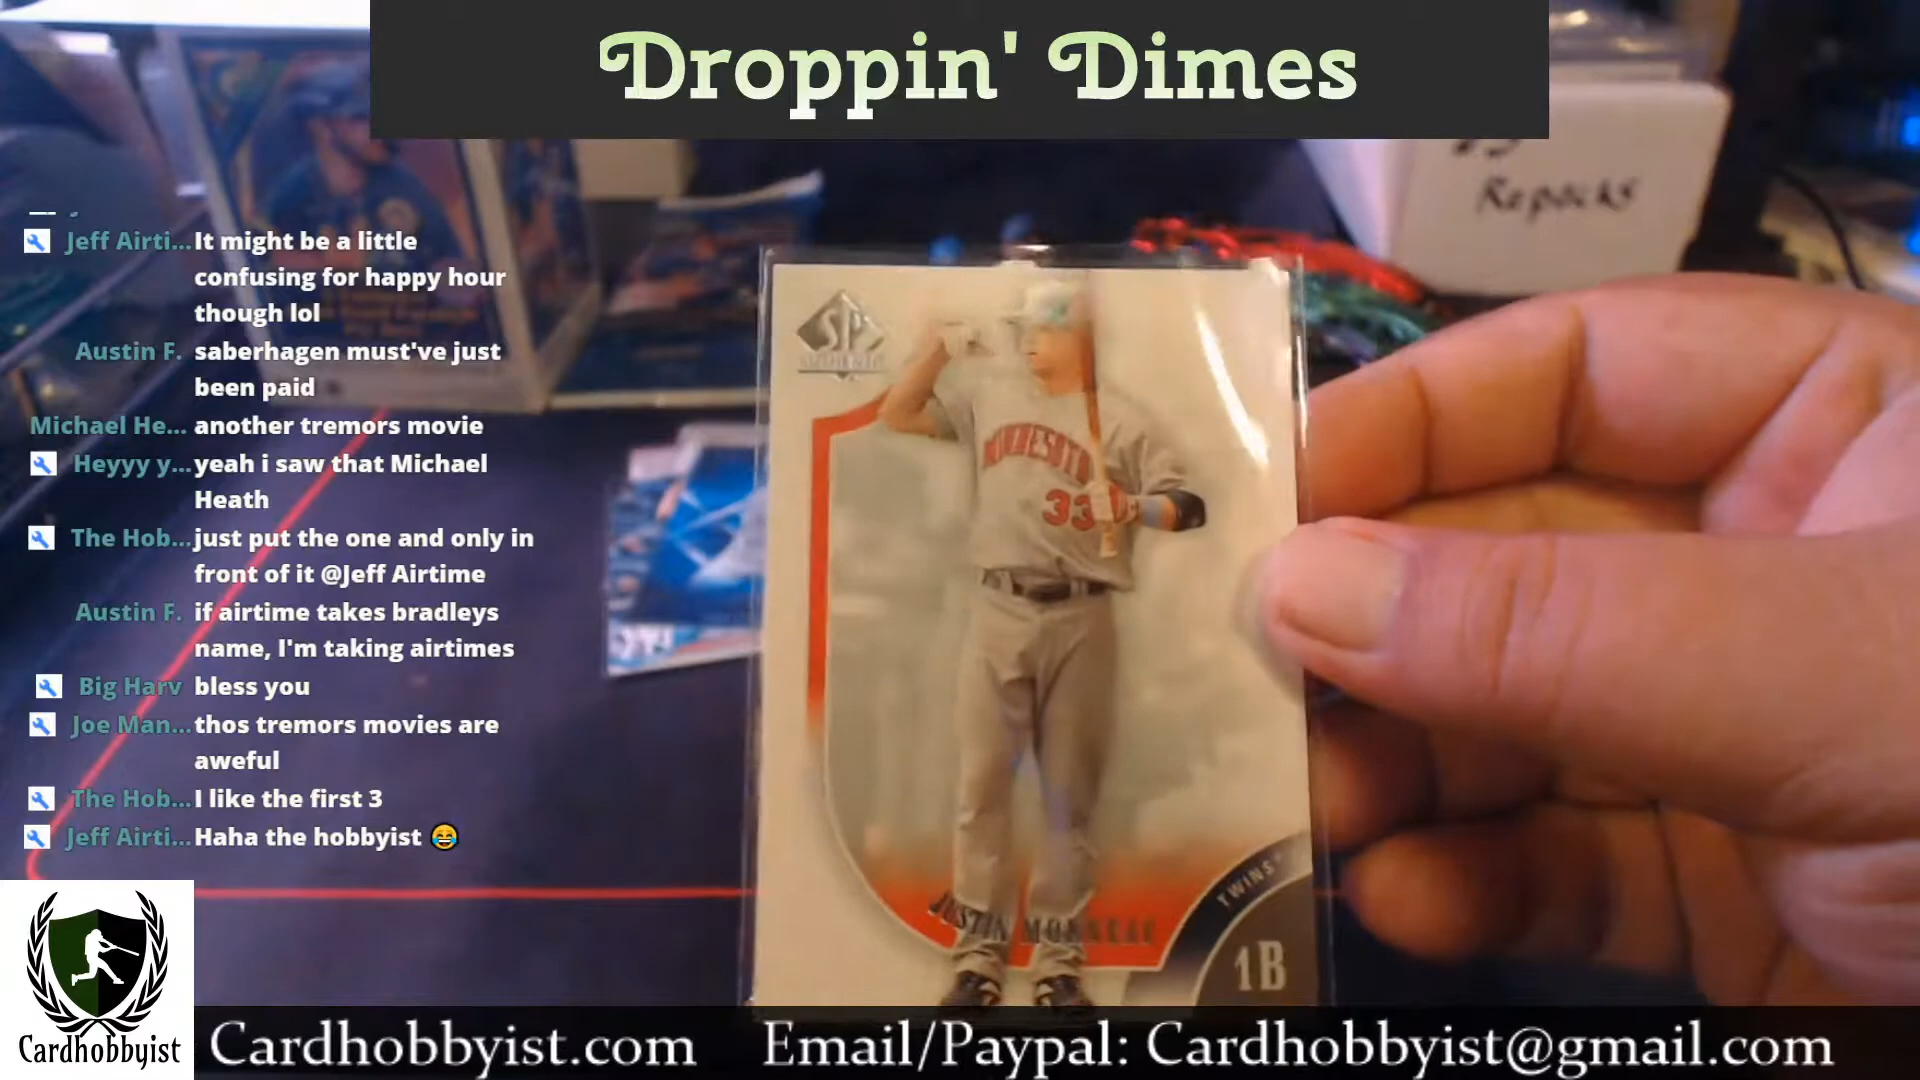 Droppin' Dimes
Repacks
Jeff Airti... It might be a little
confusing for happy hour
though lol
Austin F. saberhagen must've just
been paid
Michael He... another tremors movie
Heyyy y... yeah i saw that Michael
Heath
The Hob... just put the one and only in
front of it @Jeff Airtime
Austin F. if airtime takes bradleys
name, I'm taking airtimes
Big Harv bless you
Joe Man... thos tremors movies are
aweful
The Hob... I like the first 3
Jeff Airti... Haha the hobbyist 😂
SP
AUTHENTIC
MINNESOTA
33
JUSTIN MORNEAU
TWINS
1B
Cardhobbyist
Cardhobbyist.com Email/Paypal: Cardhobbyist@gmail.com